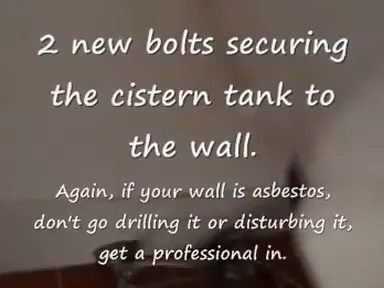 2 new bolts securing
the cistern tank to
the wall.
Again, if your wall is asbestos,
don't go drilling it or disturbing it,
get a professional in.